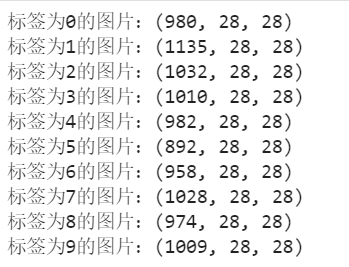 标签为0的图片：(980, 28, 28)
标签为1的图片：(1135, 28, 28)
标签为2的图片：(1032, 28, 28)
标签为3的图片：(1010, 28, 28)
标签为4的图片：(982, 28, 28)
标签为5的图片：(892, 28, 28)
标签为6的图片：(958, 28, 28)
标签为7的图片：(1028, 28, 28)
标签为8的图片：(974, 28, 28)
标签为9的图片：(1009, 28, 28)